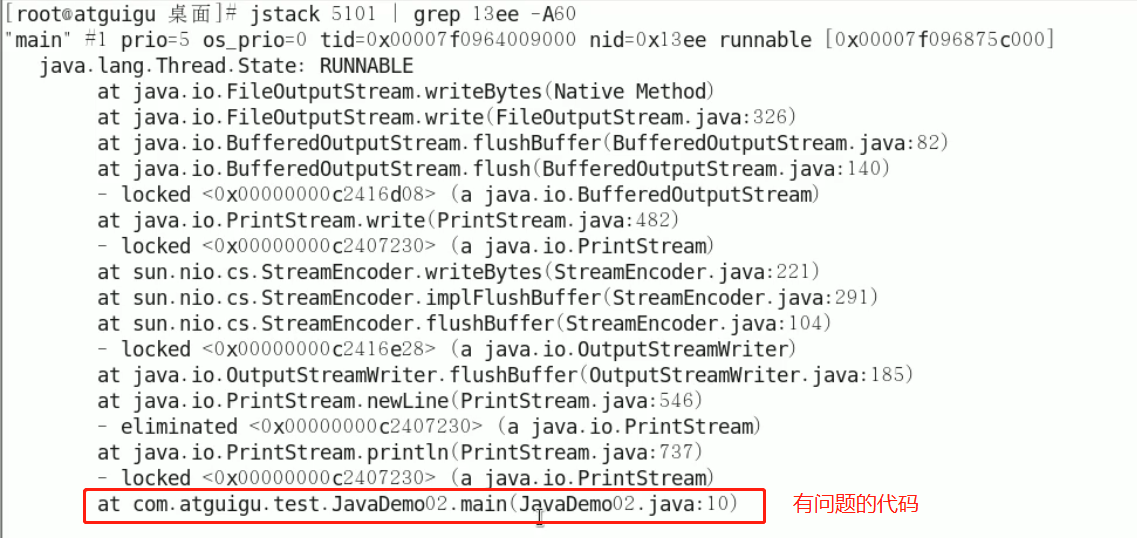 [root@atguigu 桌面]# jstack 5101 | grep 13ee -A60
"main" #1 prio=5 os_prio=0 tid=0x00007f0964009000 nid=0x13ee runnable [0x00007f096875c000]
java.lang.Thread.State: RUNNABLE
at java.io.FileOutputStream.writeBytes(Native Method)
at java.io.FileOutputStream.write(FileOutputStream.java:326)
at java.io.BufferedOutputStream.flushBuffer(BufferedOutputStream.java:82)
at java.io.BufferedOutputStream.flush(BufferedOutputStream.java:140)
- locked <0x00000000c2416d08> (a java.io.BufferedOutputStream)
at java.io.PrintStream.write(PrintStream.java:482)
- locked <0x00000000c2407230> (a java.io.PrintStream)
at sun.nio.cs.StreamEncoder.writeBytes(StreamEncoder.java:221)
at sun.nio.cs.StreamEncoder.implFlushBuffer(StreamEncoder.java:291)
at sun.nio.cs.StreamEncoder.flushBuffer(StreamEncoder.java:104)
- locked <0x00000000c2416e28> (a java.io.OutputStreamWriter)
at java.io.OutputStreamWriter.flushBuffer(OutputStreamWriter.java:185)
at java.io.PrintStream.newLine(PrintStream.java:546)
- eliminated <0x00000000c2407230> (a java.io.PrintStream)
at java.io.PrintStream.println(PrintStream.java:737)
- locked <0x00000000c2407230> (a java.io.PrintStream)
at com.atguigu.test.JavaDemo02.main(JavaDemo02.java:10) 有问题的代码